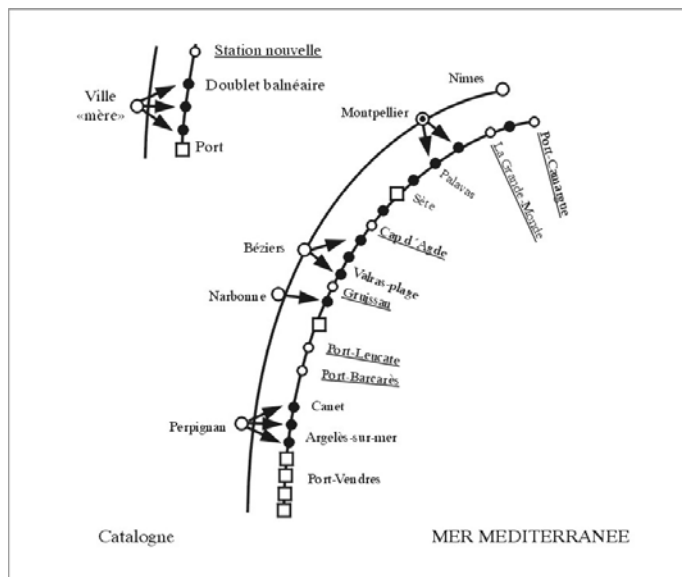 Station nouvelle
Doublet balnéaire
Ville
«mère»
Port
Nimes
Montpellier
Port-Camargue
La Grande-Monde
Palavas
Sète
Cap d´Agde
Béziers
Valras-plage
Gruissan
Narbonne
Port-Leucate
Port-Barcarès
Canet
Perpignan
Argelès-sur-mer
Port-Vendres
Catalogne
MER MEDITERRANEE